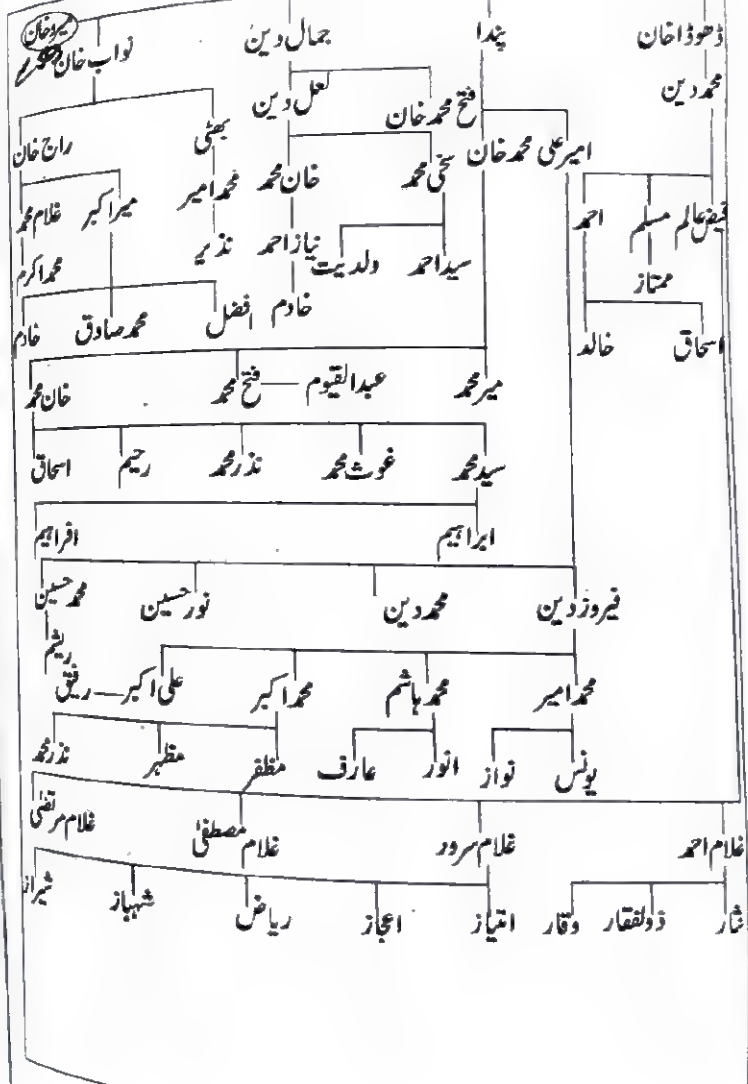 ڈھوڈا خان پندا جمال دین نواب خان
محمد دین
لعل دین فتح محمد خان
امیر علی محمد خان سخی محمد خان محمد بھٹی راج خان
فیض عالم مسلم احمد محمد امیر میر اکبر غلام محمد
ممتاز سید احمد ولدیت نیاز احمد نذیر محمد اکرم
اسحاق خالد خادم افضل محمد صادق خادم
میر محمد عبدالقیوم فتح محمد خان محمد
سید محمد غوث محمد نذر محمد رحیم اسحاق
ابراہیم افراہیم
فیروز دین محمد دین نور حسین محمد حسین
ریشم
محمد امیر محمد ہاشم محمد اکبر علی اکبر رفیق
یونس نواز انور عارف مظفر مظہر نذر محمد
غلام احمد غلام سرور غلام مصطفیٰ غلام مرتضیٰ
نثار ذولفقار وقار امتیاز اعجاز ریاض شہباز شیراز